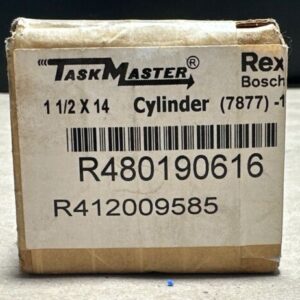 TASKMASTER® Rex
Bosch
1 1/2 X 14 Cylinder (7877) -1
R480190616
R412009585